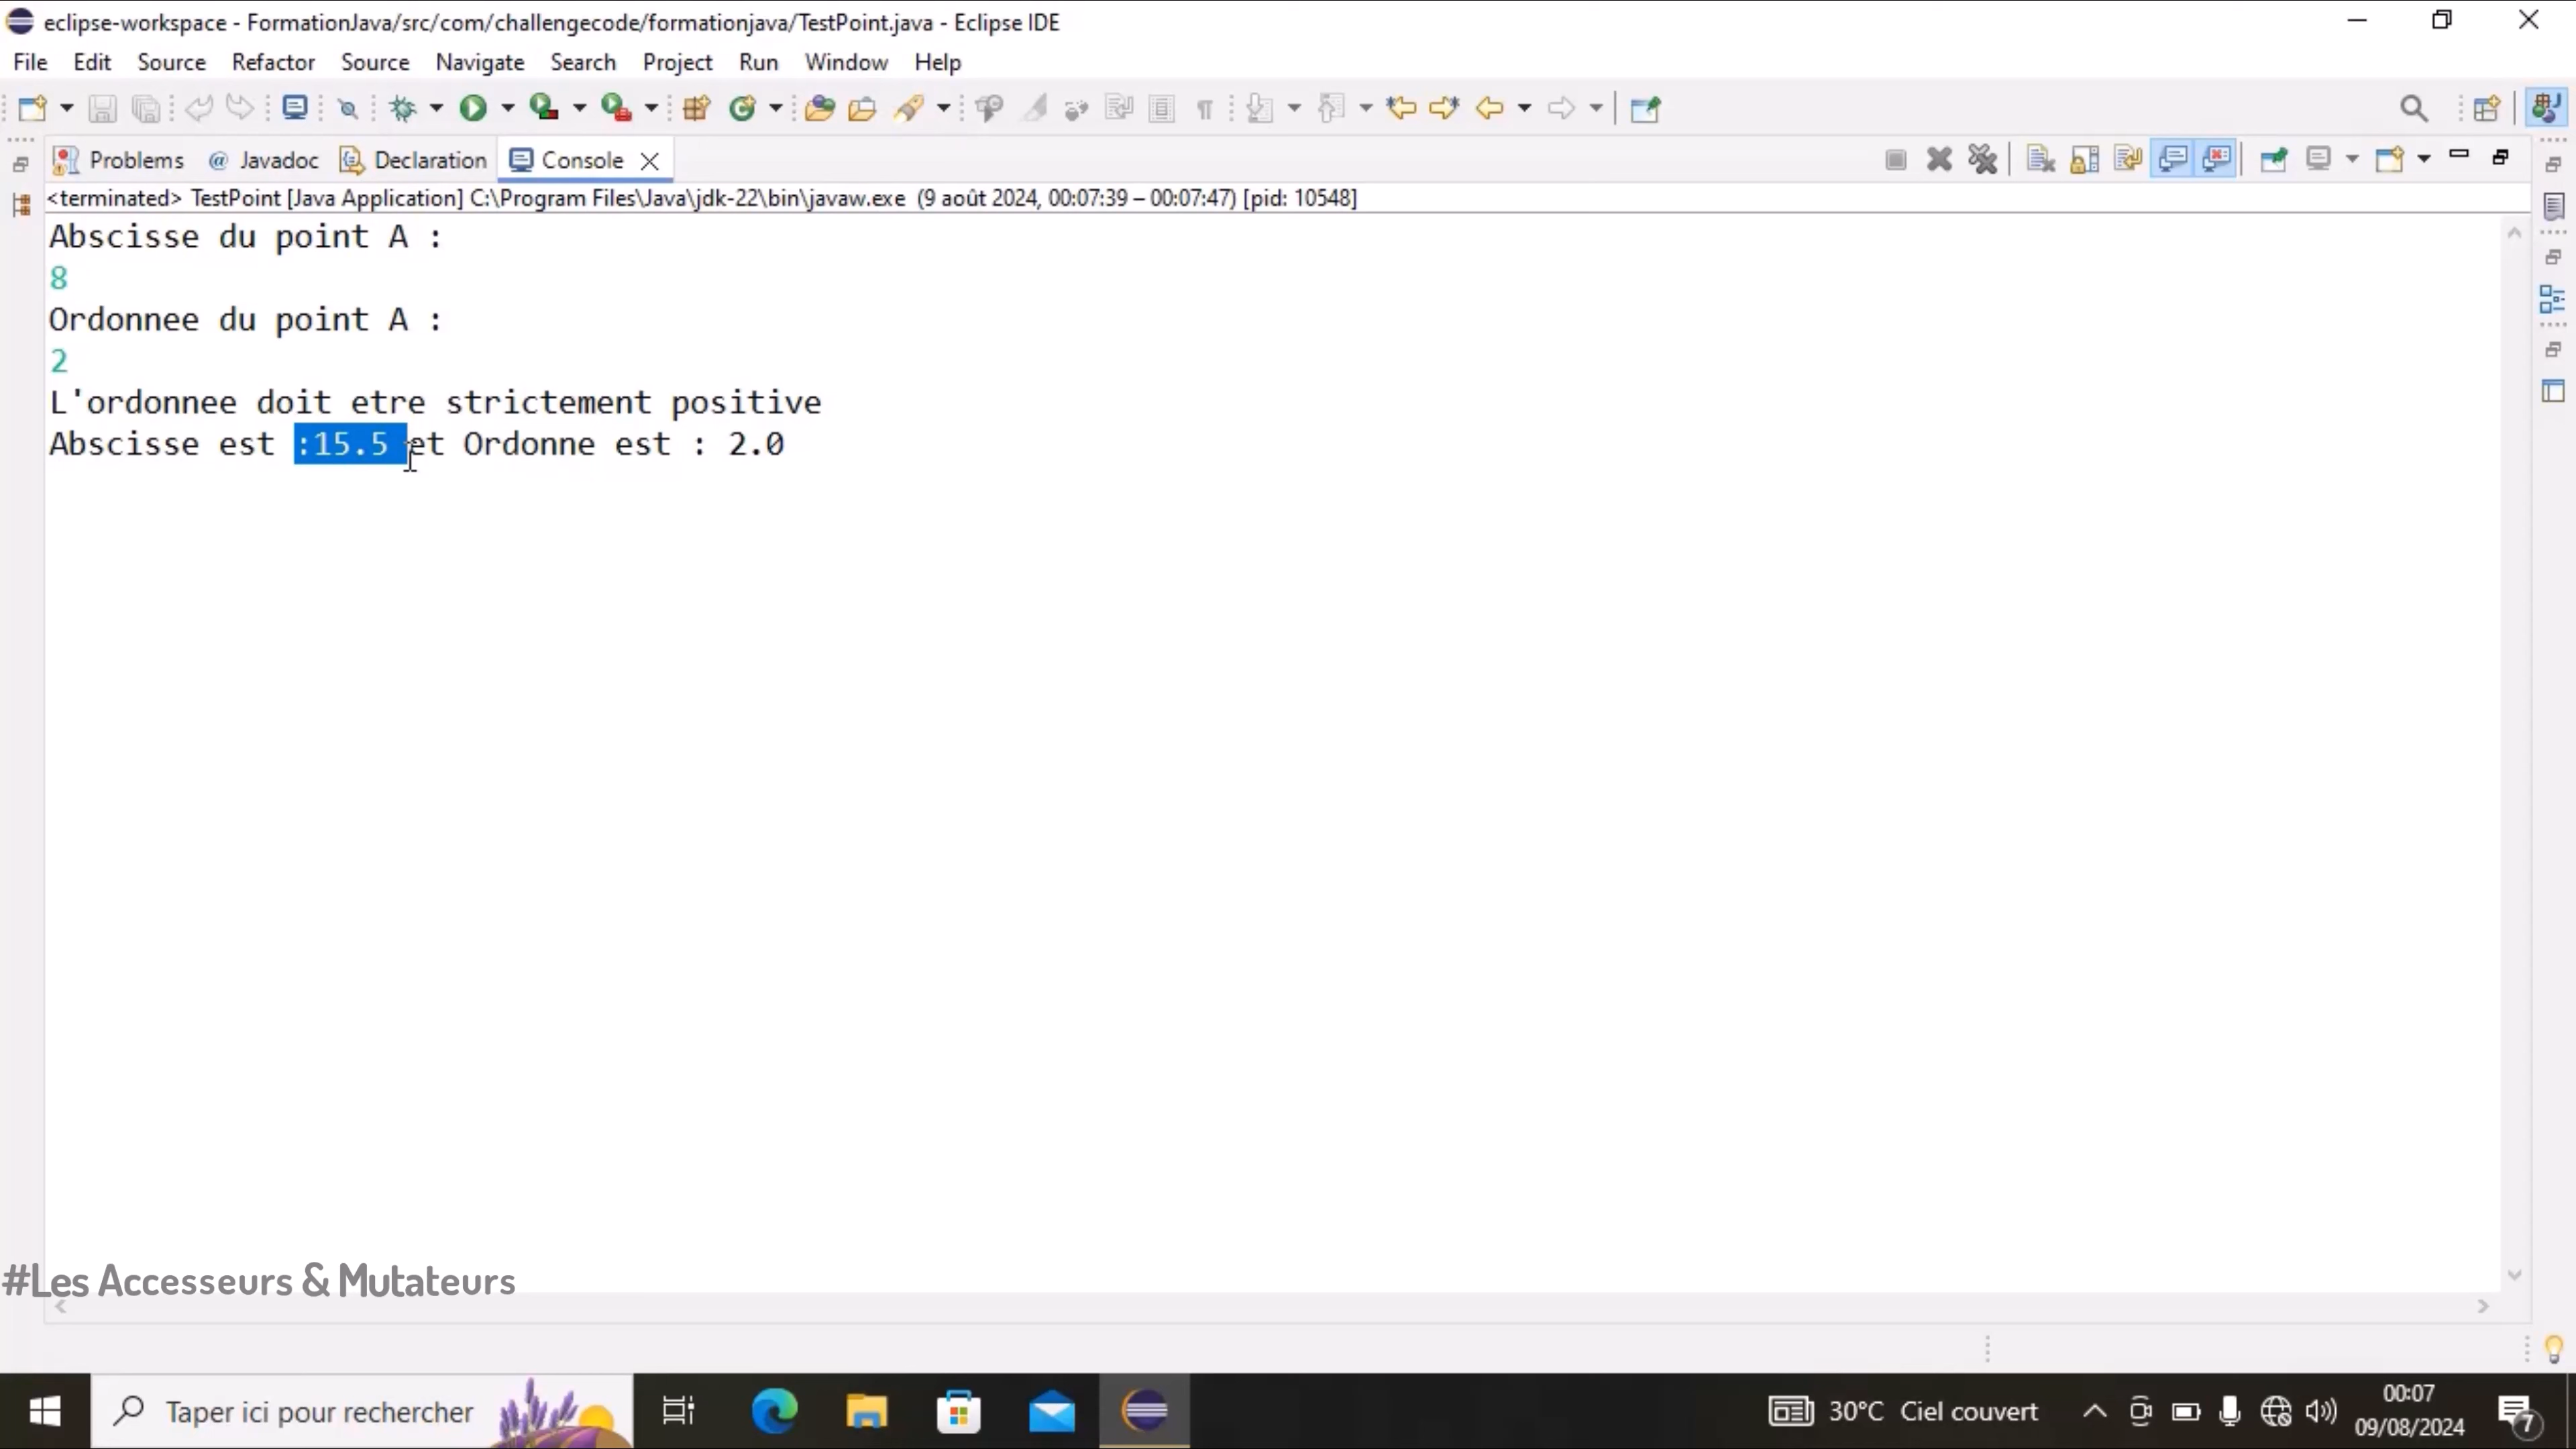 eclipse-workspace - FormationJava/src/com/challengecode/formationjava/TestPoint.java - Eclipse IDE
File Edit Source Refactor Source Navigate Search Project Run Window Help
Problems @ Javadoc Declaration Console
<terminated> TestPoint [Java Application] C:\Program Files\Java\jdk-22\bin\javaw.exe (9 août 2024, 00:07:39 – 00:07:47) [pid: 10548]
Abscisse du point A :
8
Ordonnee du point A :
2
L'ordonnee doit etre strictement positive
Abscisse est :15.5 et Ordonne est : 2.0
#Les Accesseurs & Mutateurs
Taper ici pour rechercher
30°C Ciel couvert
00:07
09/08/2024
7